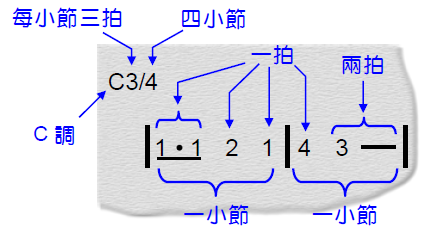 每小節三拍 四小節
一拍
兩拍
C3/4
C 調
|1 • 1 2 1|4 3 —|
一小節 一小節